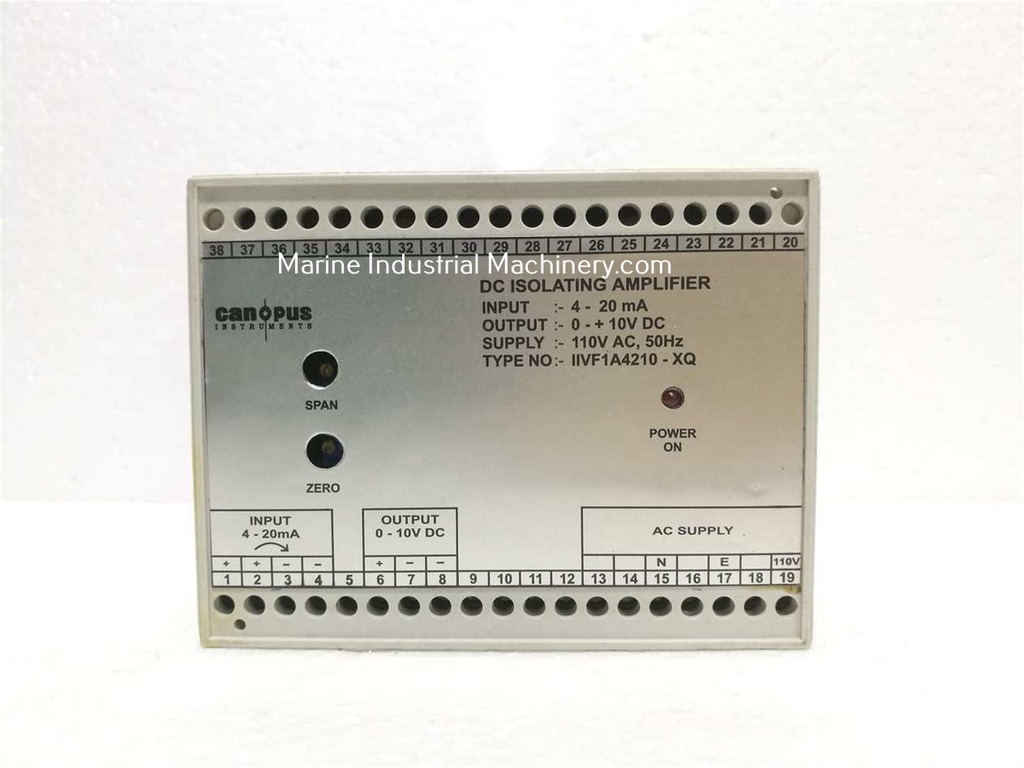 38 37 36 35 34 33 32 31 30 29 28 27 26 25 24 23 22 21 20
Marine Industrial Machinery.com
DC ISOLATING AMPLIFIER
INPUT :- 4 - 20 mA
OUTPUT :- 0 - + 10V DC
SUPPLY :- 110V AC, 50Hz
TYPE NO:- IIVF1A4210 - XQ
canopus
INSTRUMENTS
SPAN
POWER
ON
ZERO
INPUT
4 - 20mA
OUTPUT
0 - 10V DC
AC SUPPLY
+ + - - + - - N E 110V
1 2 3 4 5 6 7 8 9 10 11 12 13 14 15 16 17 18 19